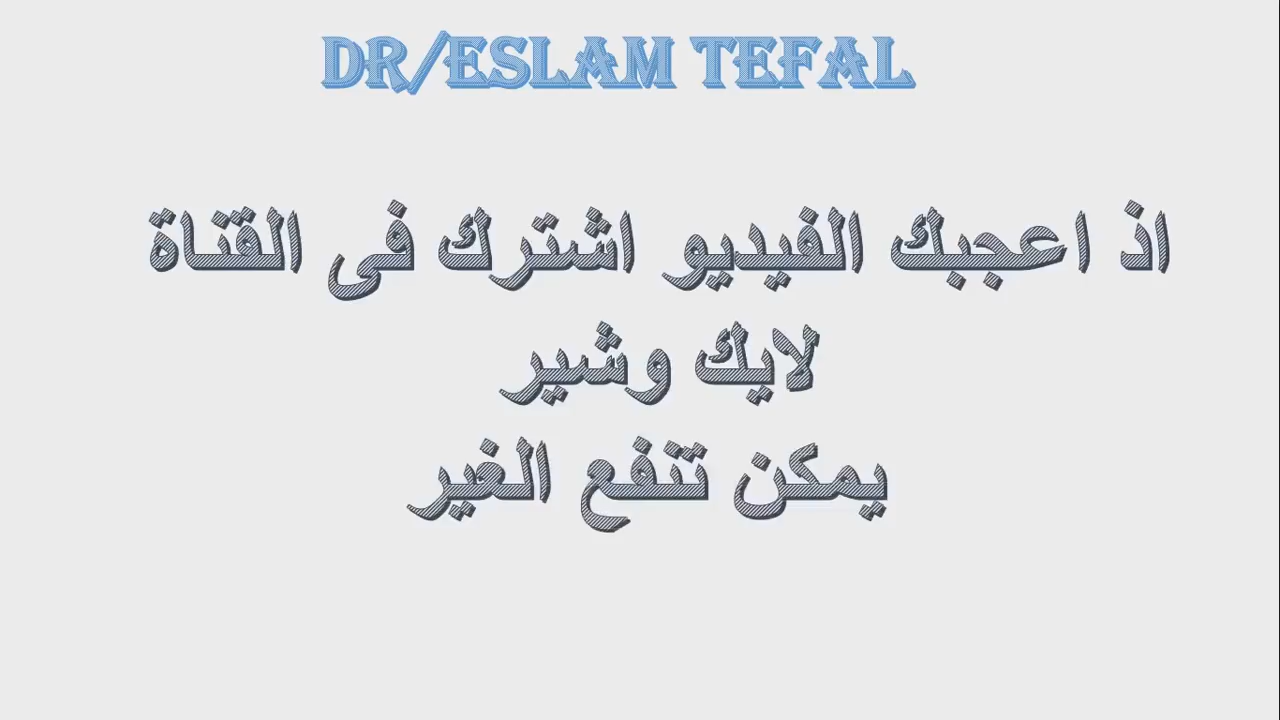 DR/ESLAM TEFAL
اذ اعجبك الفيديو اشترك فى القناة
لايك وشير
يمكن تنفع الغير